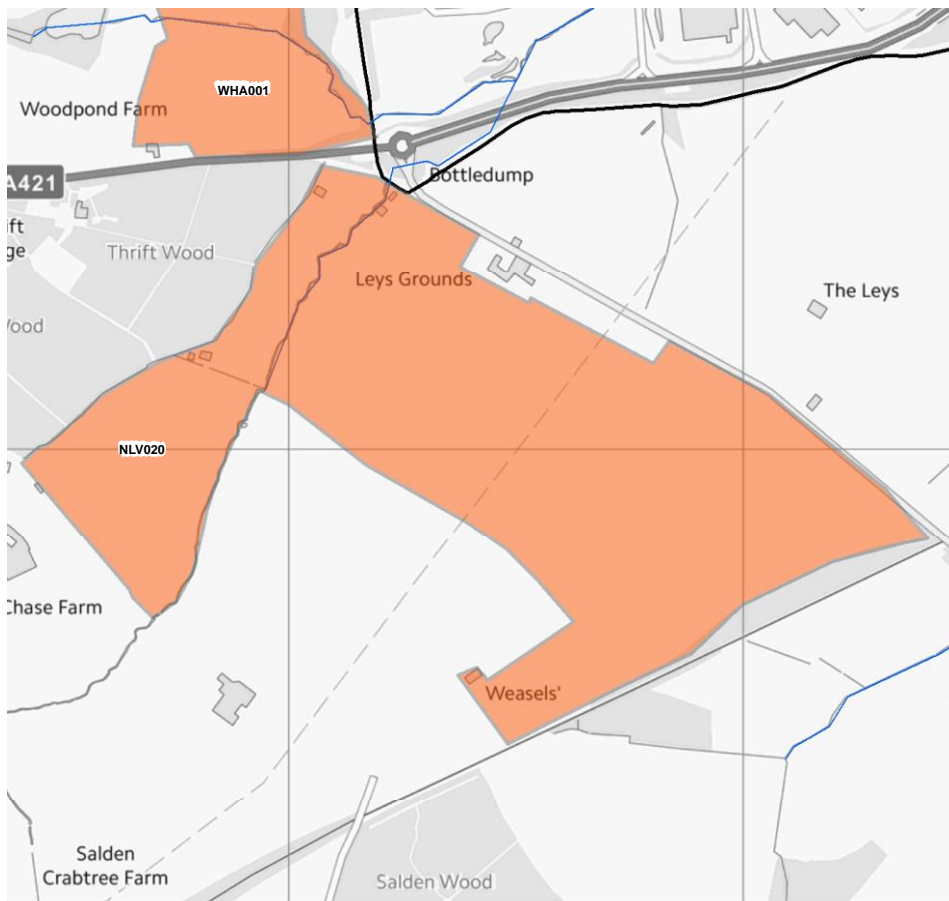 WHA001
Woodpond Farm
A421
Bottledump
ift
ge
Thrift Wood
Leys Grounds
The Leys
Wood
NLV020
Chase Farm
Weasels'
Salden
Crabtree Farm
Salden Wood